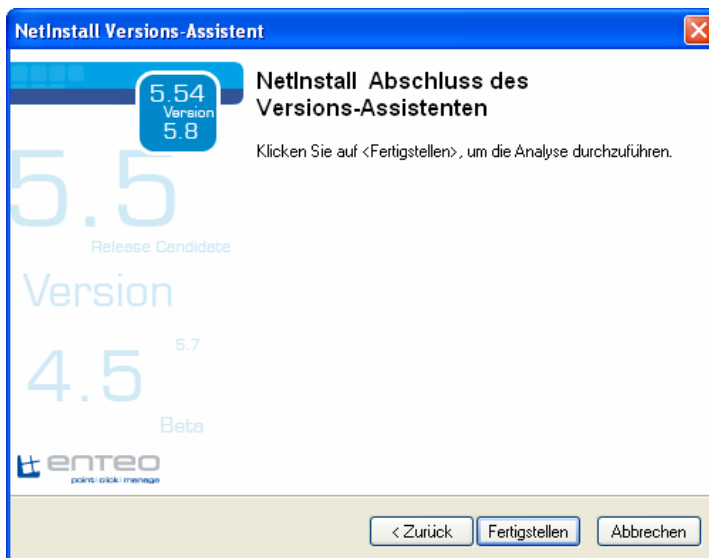 NetInstall Versions-Assistent
5.54
Version
5.8
NetInstall Abschluss des
Versions-Assistenten
Klicken Sie auf <Fertigstellen>, um die Analyse durchzuführen.
5.5
Release Candidate
Version
5.7
4.5
Beta
enteo
point click manage
< Zurück
Fertigstellen
Abbrechen